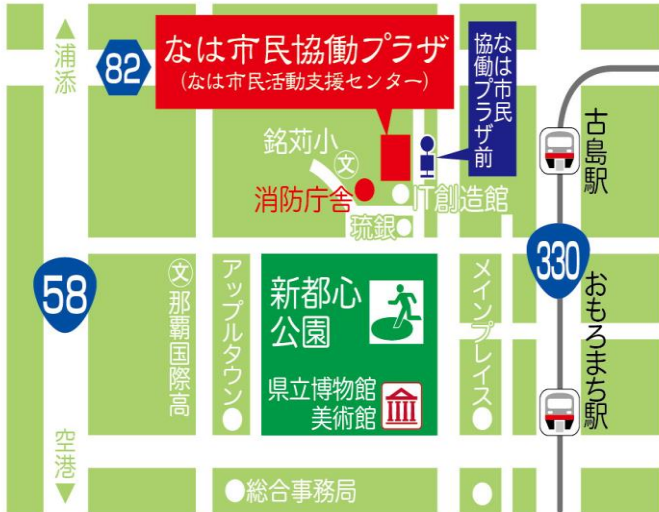 ▲浦添
82
なは市民協働プラザ
(なは市民活動支援センター)
なは市民
協働プラザ前
古島駅
銘苅小
文
消防庁舎
IT創造館
琉銀
58
文那覇国際高
アップルタウン
新都心
公園
県立博物館
美術館
メインプレイス
330
おもろまち駅
空港▼
総合事務局